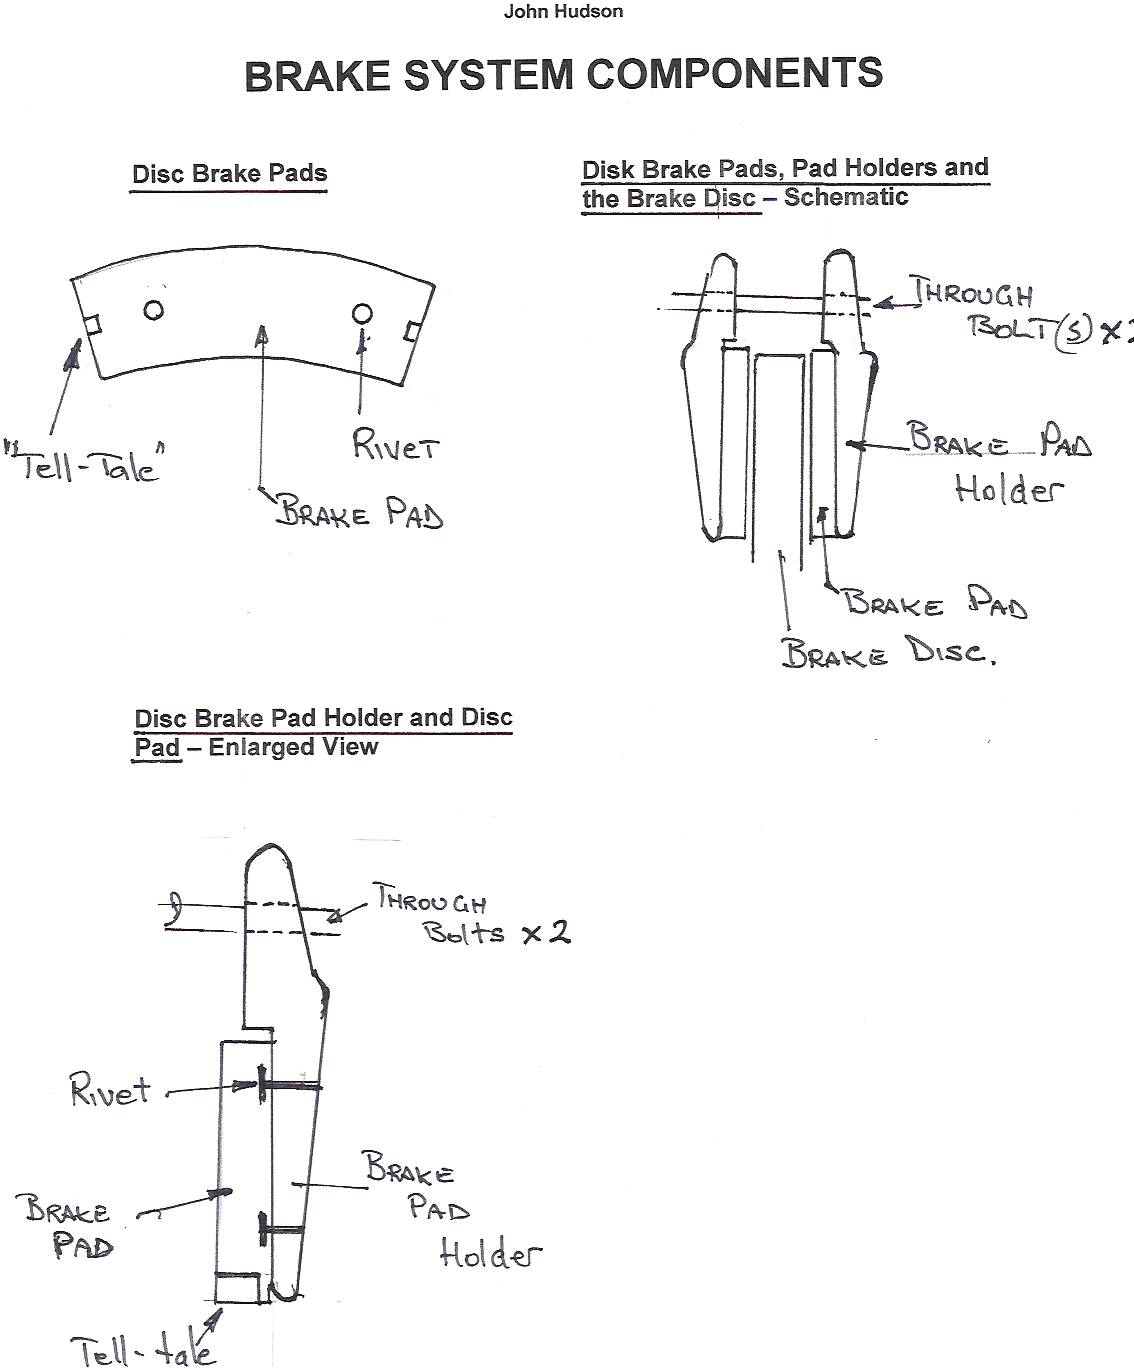 John Hudson
BRAKE SYSTEM COMPONENTS
Disc Brake Pads
"Tell-Tale"
RIVET
BRAKE PAD
Disk Brake Pads, Pad Holders and
the Brake Disc – Schematic
THROUGH
BOLT(S) x2
BRAKE PAD
Holder
BRAKE PAD
BRAKE DISC.
Disc Brake Pad Holder and Disc
Pad – Enlarged View
THROUGH
Bolts x2
Rivet
BRAKE
PAD
BRAKE
PAD
Holder
Tell-tale